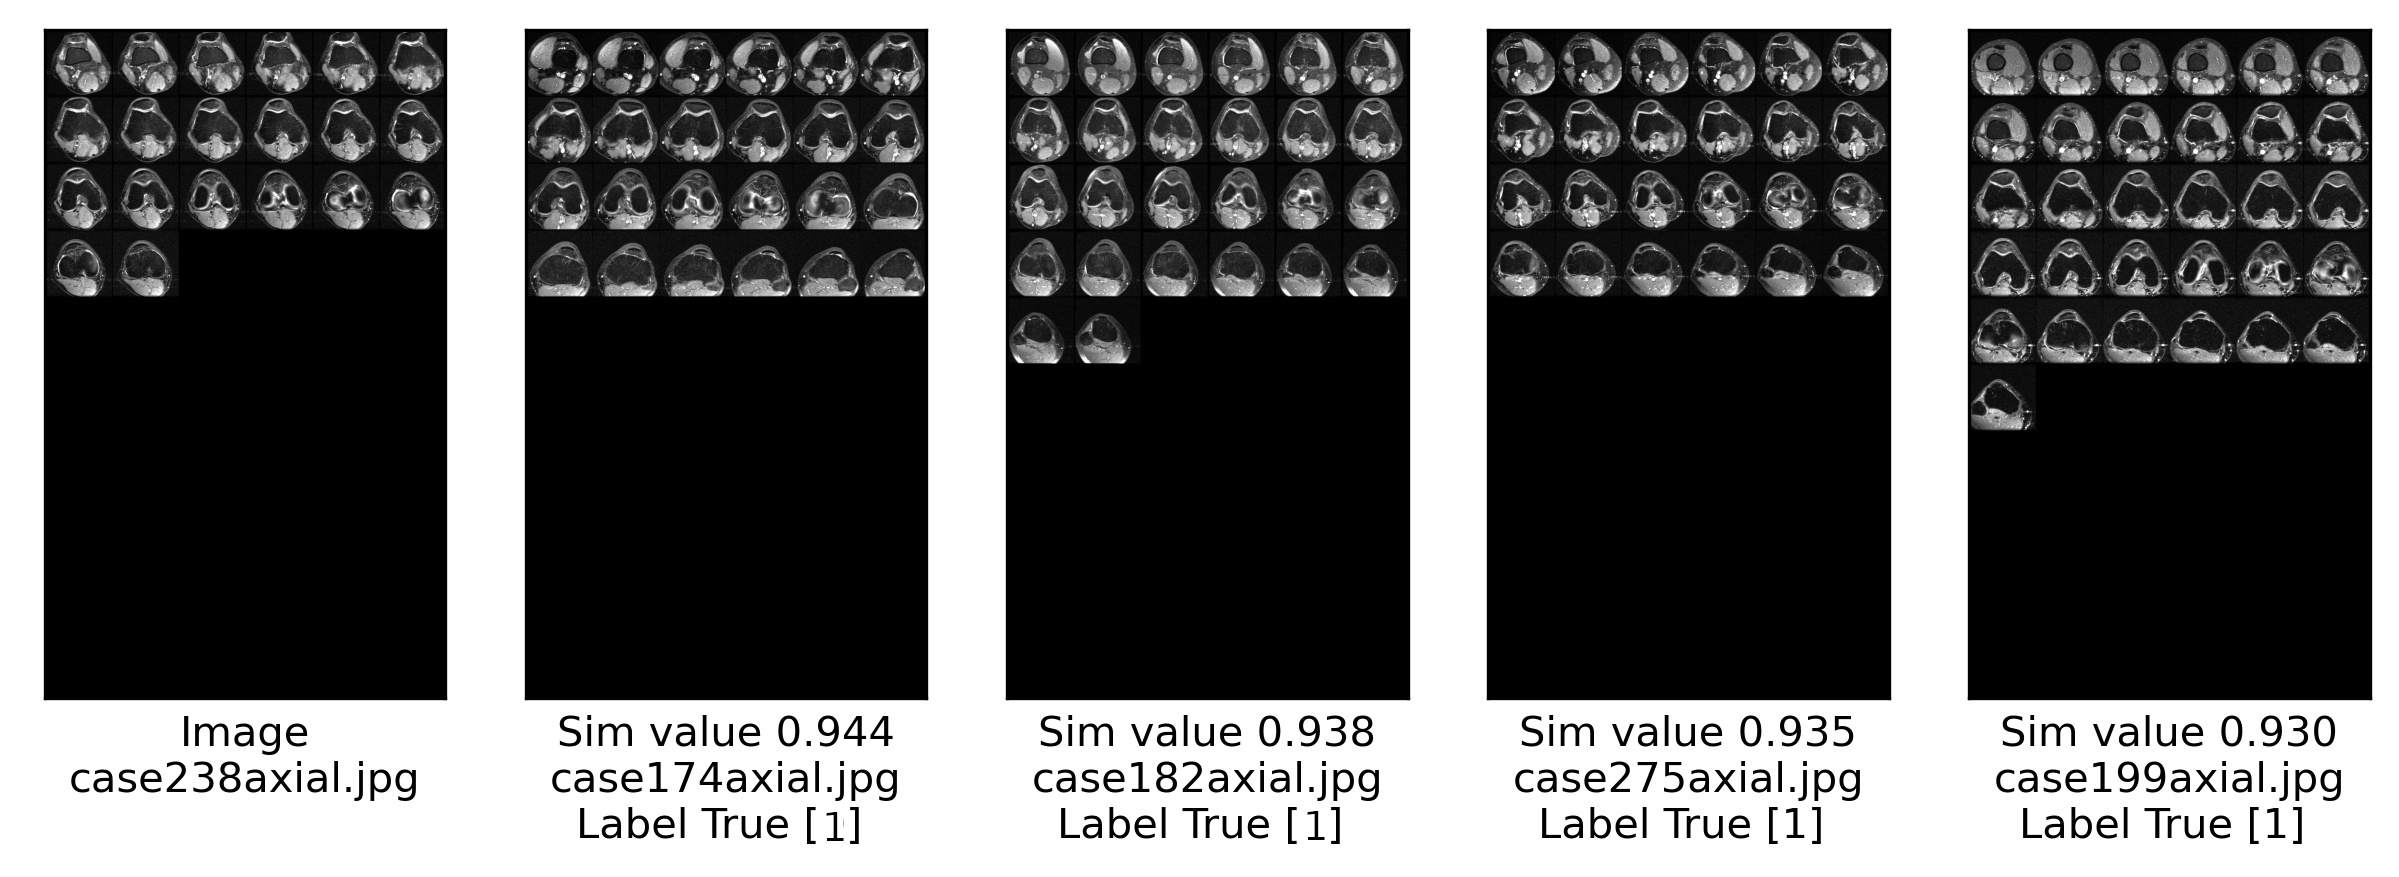 Image
case238axial.jpg
Sim value 0.944
case174axial.jpg
Label True [1]
Sim value 0.938
case182axial.jpg
Label True [1]
Sim value 0.935
case275axial.jpg
Label True [1]
Sim value 0.930
case199axial.jpg
Label True [1]